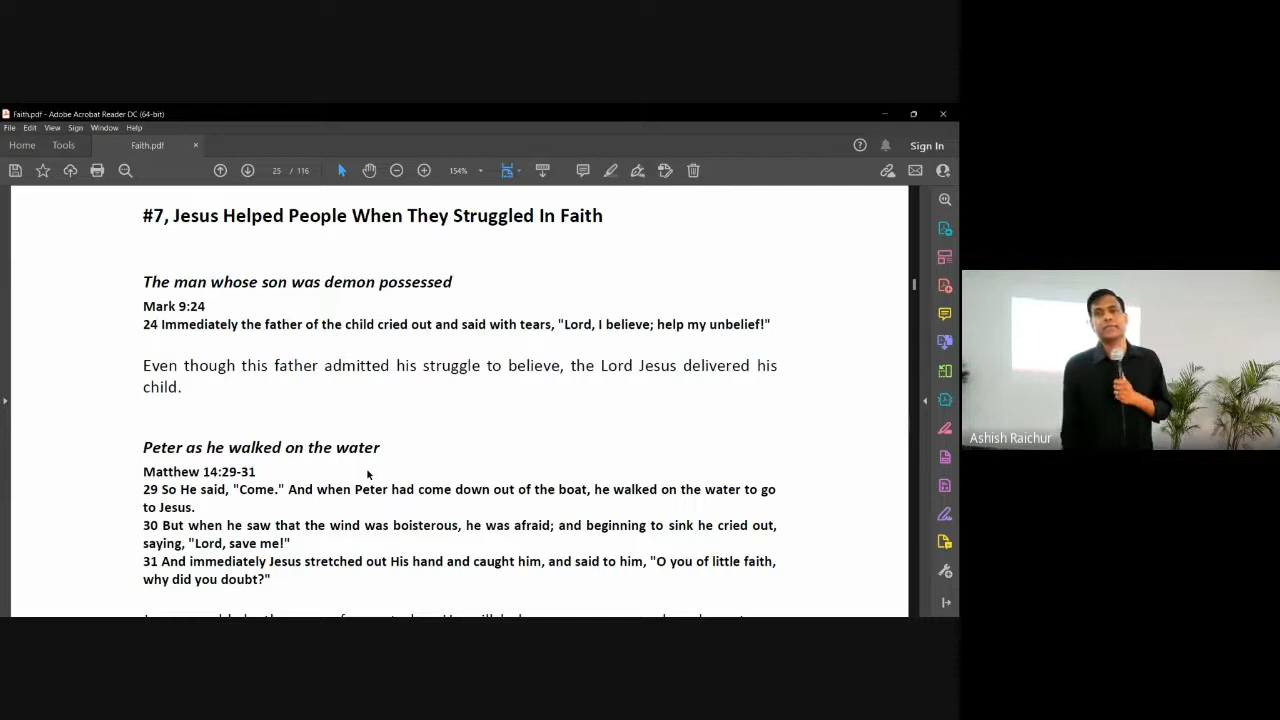 Faith.pdf - Adobe Acrobat Reader DC (64-bit)
File Edit View Sign Window Help
Home Tools Faith.pdf × Sign In
25 / 116 154%
#7, Jesus Helped People When They Struggled In Faith
The man whose son was demon possessed
Mark 9:24
24 Immediately the father of the child cried out and said with tears, "Lord, I believe; help my unbelief!"
Even though this father admitted his struggle to believe, the Lord Jesus delivered his
child.
Peter as he walked on the water
Matthew 14:29-31
29 So He said, "Come." And when Peter had come down out of the boat, he walked on the water to go
to Jesus.
30 But when he saw that the wind was boisterous, he was afraid; and beginning to sink he cried out,
saying, "Lord, save me!"
31 And immediately Jesus stretched out His hand and caught him, and said to him, "O you of little faith,
why did you doubt?"
Ashish Raichur